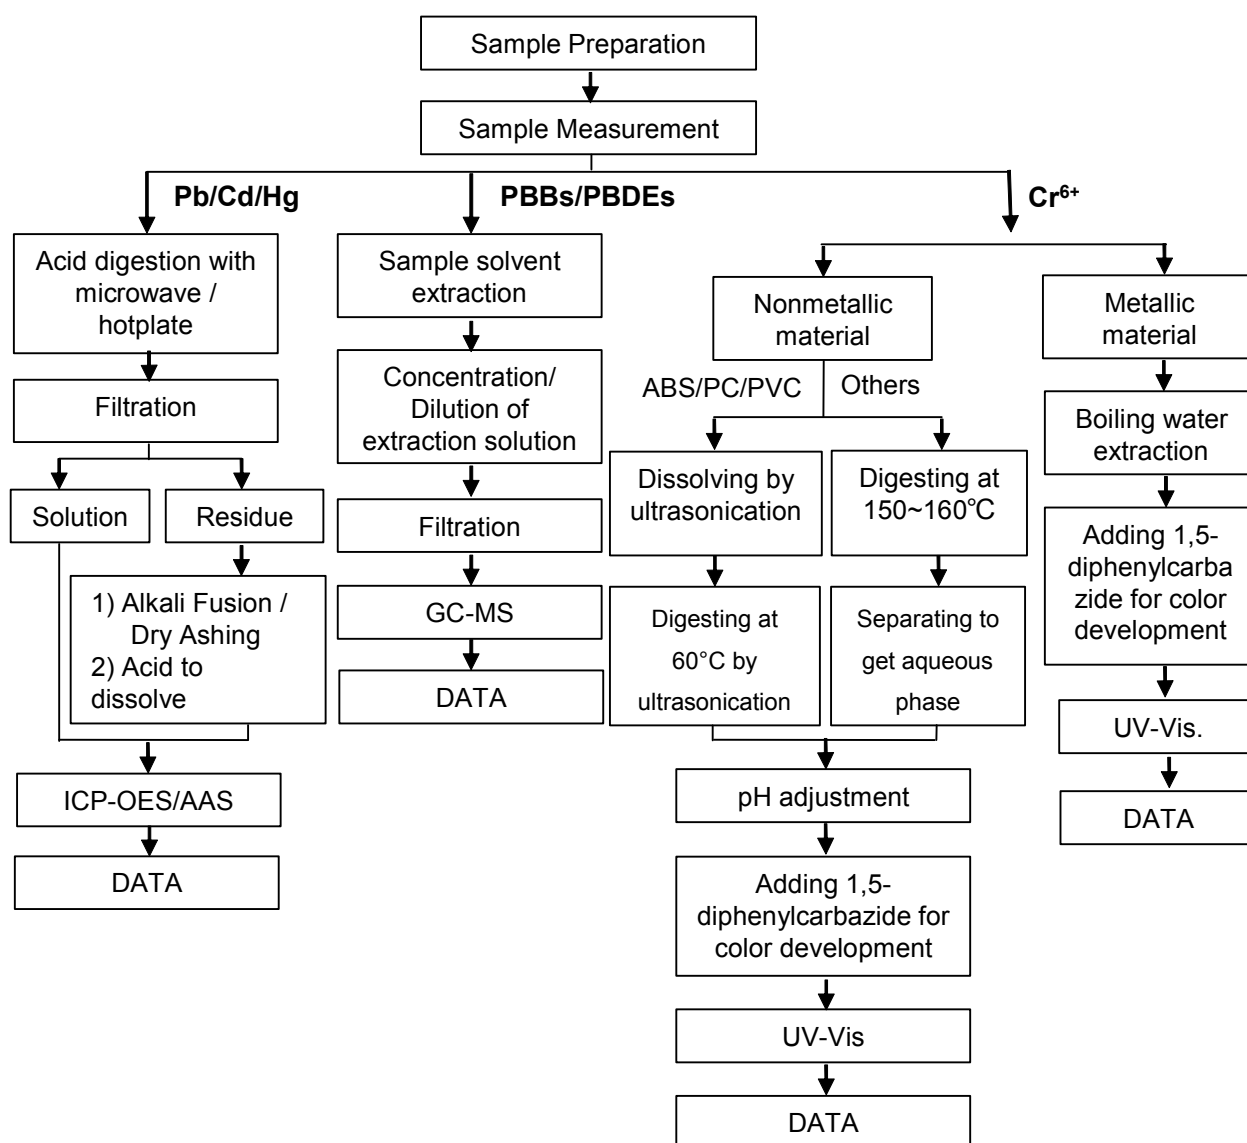 Sample Preparation
Sample Measurement
Pb/Cd/Hg
PBBs/PBDEs
Cr⁶⁺
Acid digestion with
microwave /
hotplate
Filtration
Solution
Residue
1) Alkali Fusion /
Dry Ashing
2) Acid to
dissolve
ICP-OES/AAS
DATA
Sample solvent
extraction
Concentration/
Dilution of
extraction solution
Filtration
GC-MS
DATA
Nonmetallic
material
ABS/PC/PVC
Others
Dissolving by
ultrasonication
Digesting at
60°C by
ultrasonication
Digesting at
150~160℃
Separating to
get aqueous
phase
pH adjustment
Adding 1,5-
diphenylcarbazide for
color development
UV-Vis
DATA
Metallic
material
Boiling water
extraction
Adding 1,5-
diphenylcarba
zide for color
development
UV-Vis.
DATA